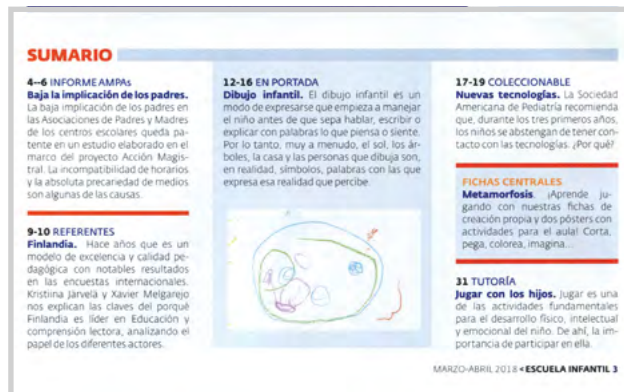 SUMARIO
4--6 INFORME AMPAs
Baja la implicación de los padres.
La baja implicación de los padres en
las Asociaciones de Padres y Madres
de los centros escolares queda pa-
tente en un estudio elaborado en el
marco del proyecto Acción Magis-
tral. La incompatibilidad de horarios
y la absoluta precariedad de medios
son algunas de las causas.
9-10 REFERENTES
Finlandia. Hace años que es un
modelo de excelencia y calidad pe-
dagógica con notables resultados
en las encuestas internacionales.
Kristiina Järvelä y Xavier Melgarejo
nos explican las claves del porqué
Finlandia es líder en Educación y
comprensión lectora, analizando el
papel de los diferentes actores.
12-16 EN PORTADA
Dibujo infantil. El dibujo infantil es un
modo de expresarse que empieza a manejar
el niño antes de que sepa hablar, escribir o
explicar con palabras lo que piensa o siente.
Por lo tanto, muy a menudo, el sol, los ár-
boles, la casa y las personas que dibuja son,
en realidad, símbolos, palabras con las que
expresa esa realidad que percibe.
17-19 COLECCIONABLE
Nuevas tecnologías. La Sociedad
Americana de Pediatría recomienda
que, durante los tres primeros años,
los niños se abstengan de tener con-
tacto con las tecnologías. ¿Por qué?
FICHAS CENTRALES
Metamorfosis. ¡Aprende ju-
gando con nuestras fichas de
creación propia y dos pósters con
actividades para el aula! Corta,
pega, colorea, imagina...
31 TUTORÍA
Jugar con los hijos. Jugar es una
de las actividades fundamentales
para el desarrollo físico, intelectual
y emocional del niño. De ahí, la im-
portancia de participar en ella.
MARZO-ABRIL 2018 • ESCUELA INFANTIL 3